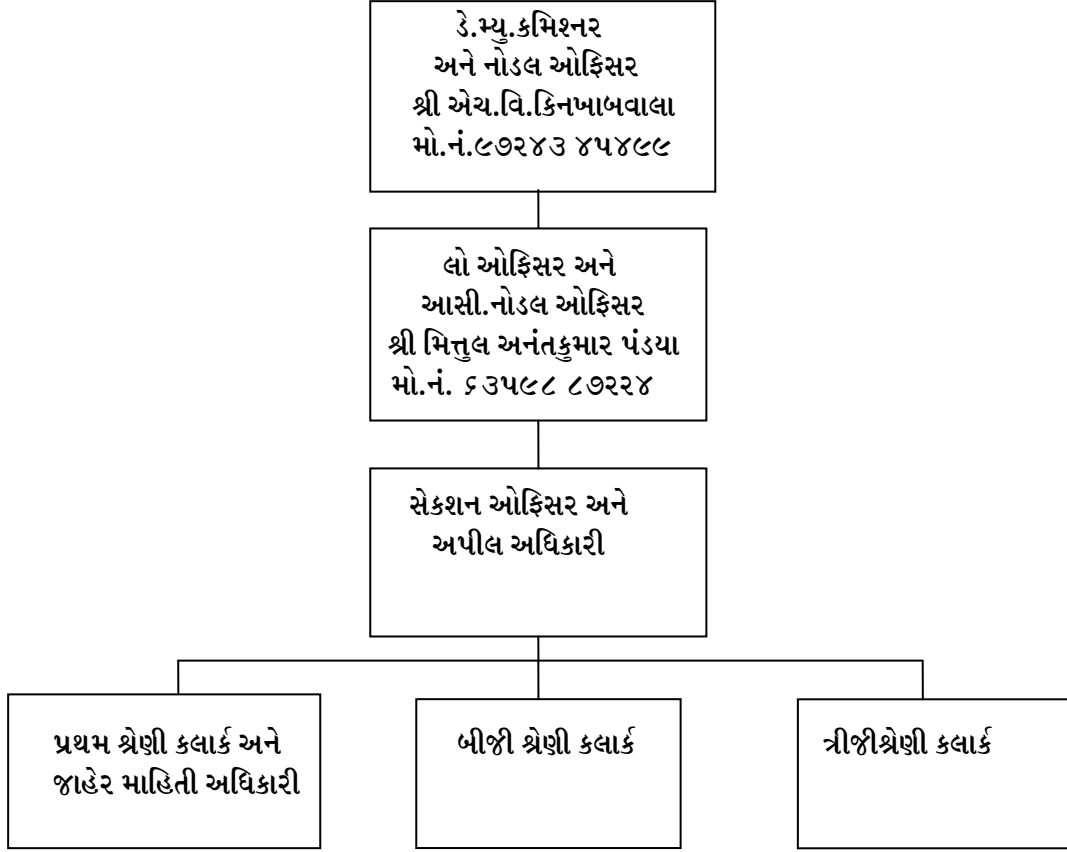 ડે.મ્યુ.કમિશ્નર
અને નોડલ ઓફિસર
શ્રી એચ.વિ.કિનખાબવાલા
મો.નં.૯૭૨૪૩ ૪૫૪૯૯
લો ઓફિસર અને
આસી.નોડલ ઓફિસર
શ્રી મિત્તુલ અનંતકુમાર પંડયા
મો.નં. ૬૩૫૯૮ ૮૭૨૨૪
સેકશન ઓફિસર અને
અપીલ અધિકારી
પ્રથમ શ્રેણી કલાર્ક અને
જાહેર માહિતી અધિકારી
બીજી શ્રેણી કલાર્ક
ત્રીજીશ્રેણી કલાર્ક